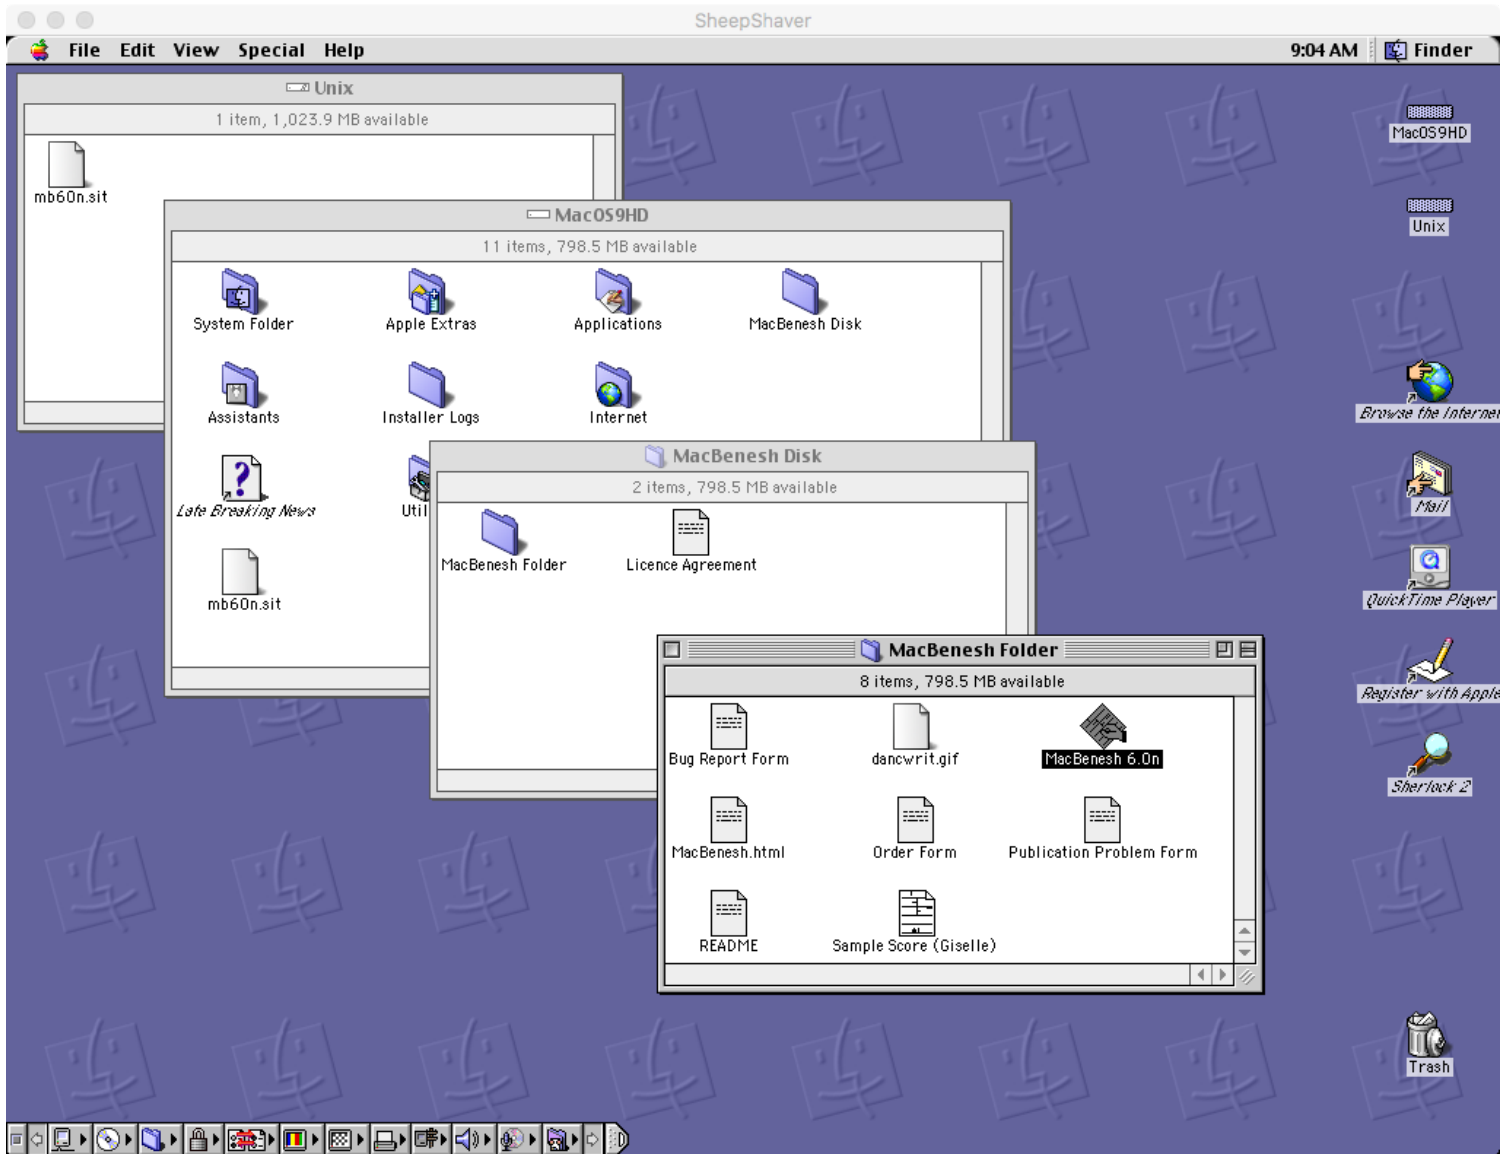 SheepShaver
File Edit View Special Help
9:04 AM Finder
Unix
1 item, 1,023.9 MB available
mb60n.sit
MacOS9HD
11 items, 798.5 MB available
System Folder
Apple Extras
Applications
MacBenesh Disk
Assistants
Installer Logs
Internet
Late Breaking News
Util
mb60n.sit
MacBenesh Disk
2 items, 798.5 MB available
MacBenesh Folder
Licence Agreement
MacBenesh Folder
8 items, 798.5 MB available
Bug Report Form
dancwrit.gif
MacBenesh 6.0n
MacBenesh.html
Order Form
Publication Problem Form
README
Sample Score (Giselle)
MacOS9HD
Unix
Browse the Internet
Mail
QuickTime Player
Register with Apple
Sherlock 2
Trash